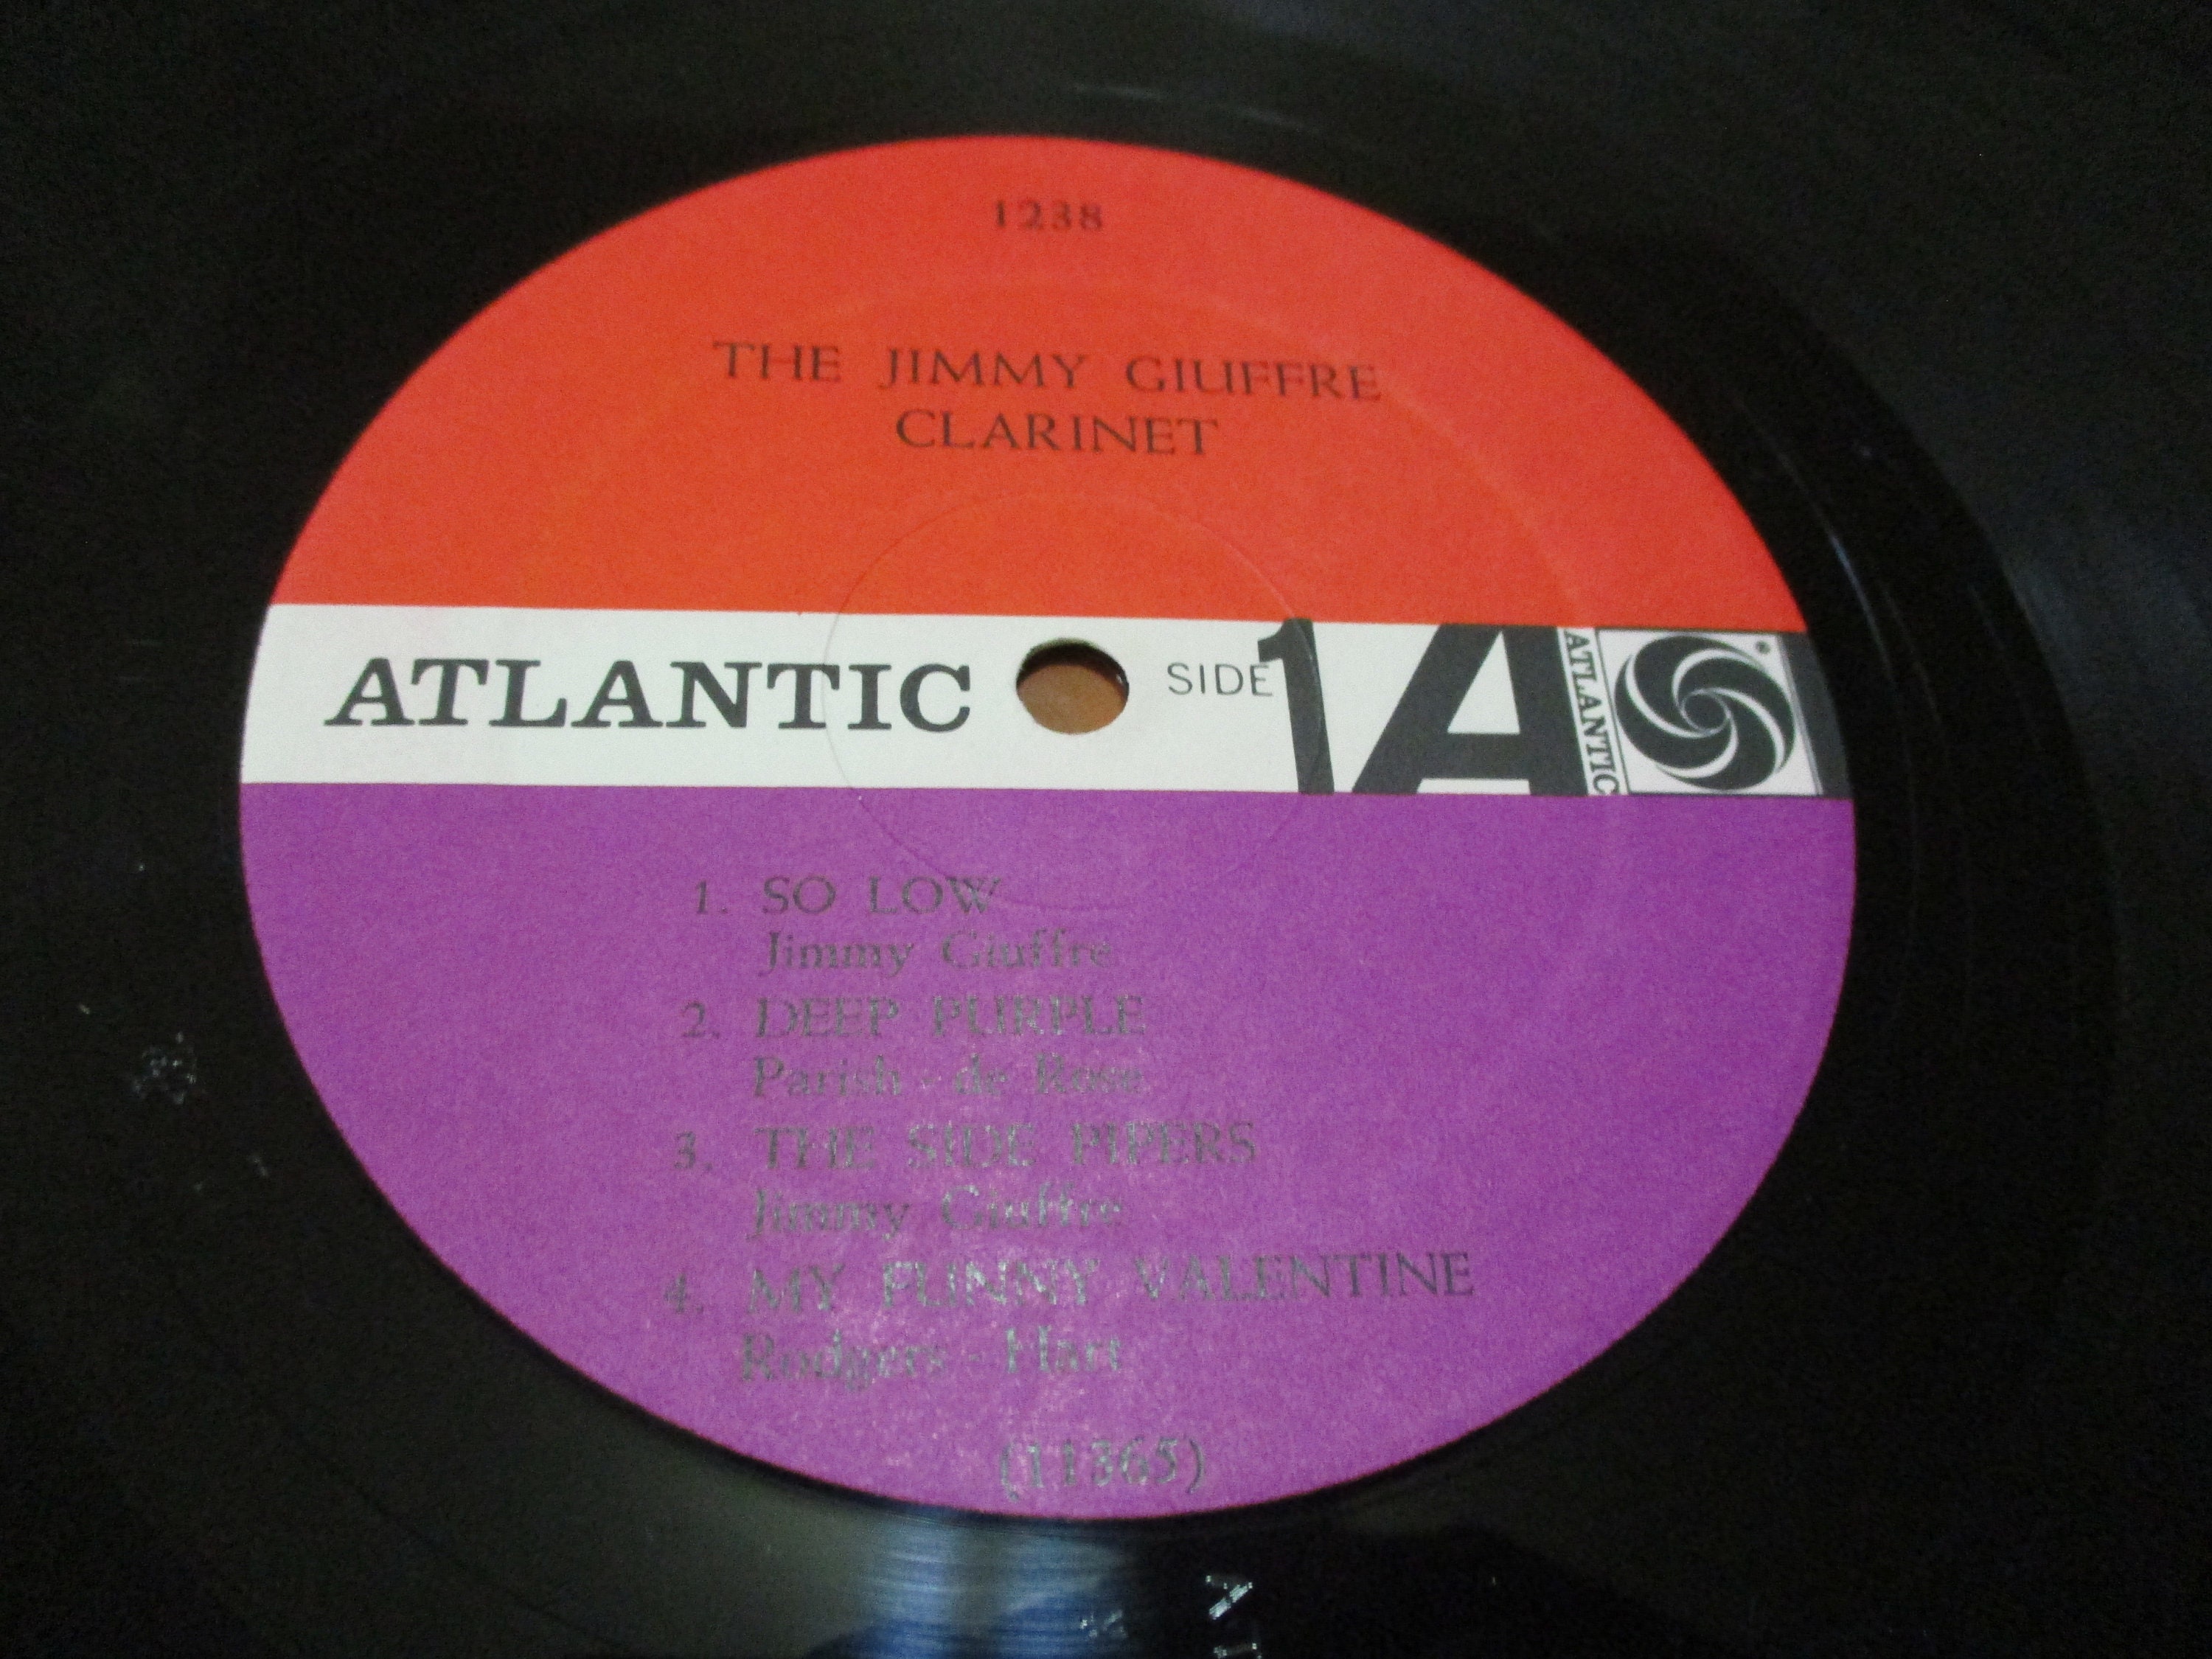 1238
THE JIMMY GIUFFRE
CLARINET
ATLANTIC SIDE 1 A ATLANTIC ®
1. SO LOW
Jimmy Giuffre
2. DEEP PURPLE
Parish - de Rose
3. THE SIDE PIPERS
Jimmy Giuffre
4. MY FUNNY VALENTINE
Rodgers - Hart
(11365)